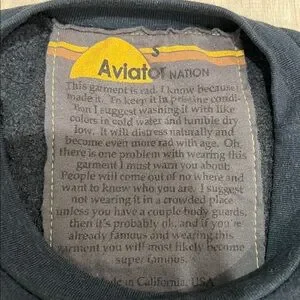 S
Aviator NATION
This garment is rad. I know because I
made it. To keep it in pristine condi-
tion I suggest washing it with like
colors in cold water and tumble dry
low. It will distress naturally and
become even more rad with age. Oh,
there is one problem with wearing this
garment I must warn you about:
People will come out of no where and
want to know who you are. I suggest
not wearing it in a crowded place
unless you have a couple body guards,
then it's probably ok. and if you're
already famous and wearing this
garment you will most likely become
super famous.
Made in California, USA